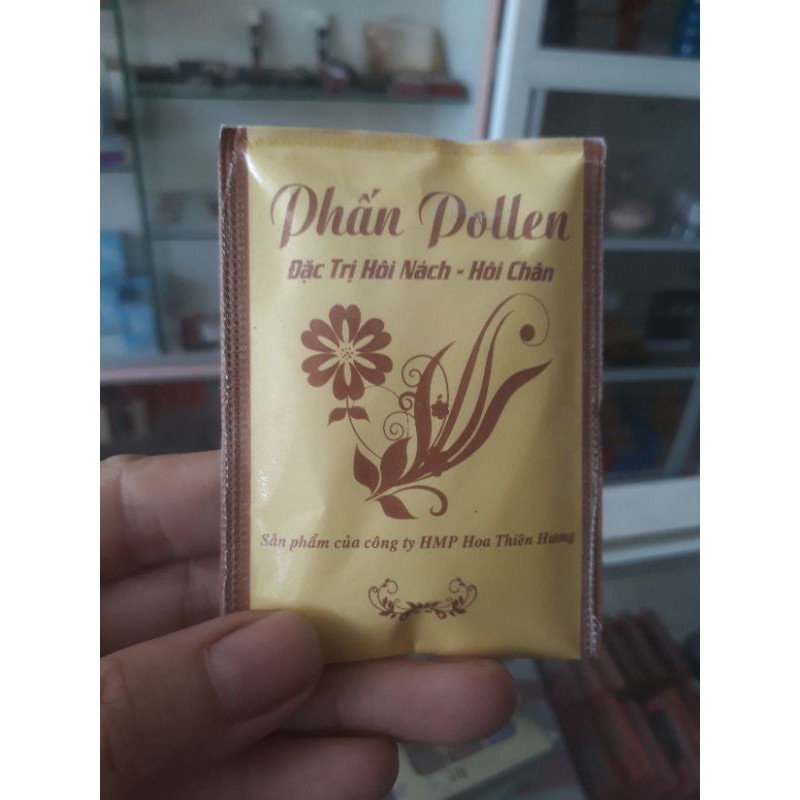 Phấn Pollen
Đặc Trị Hôi Nách - Hôi Chân
Sản phẩm của công ty HMP Hoa Thiên Hương